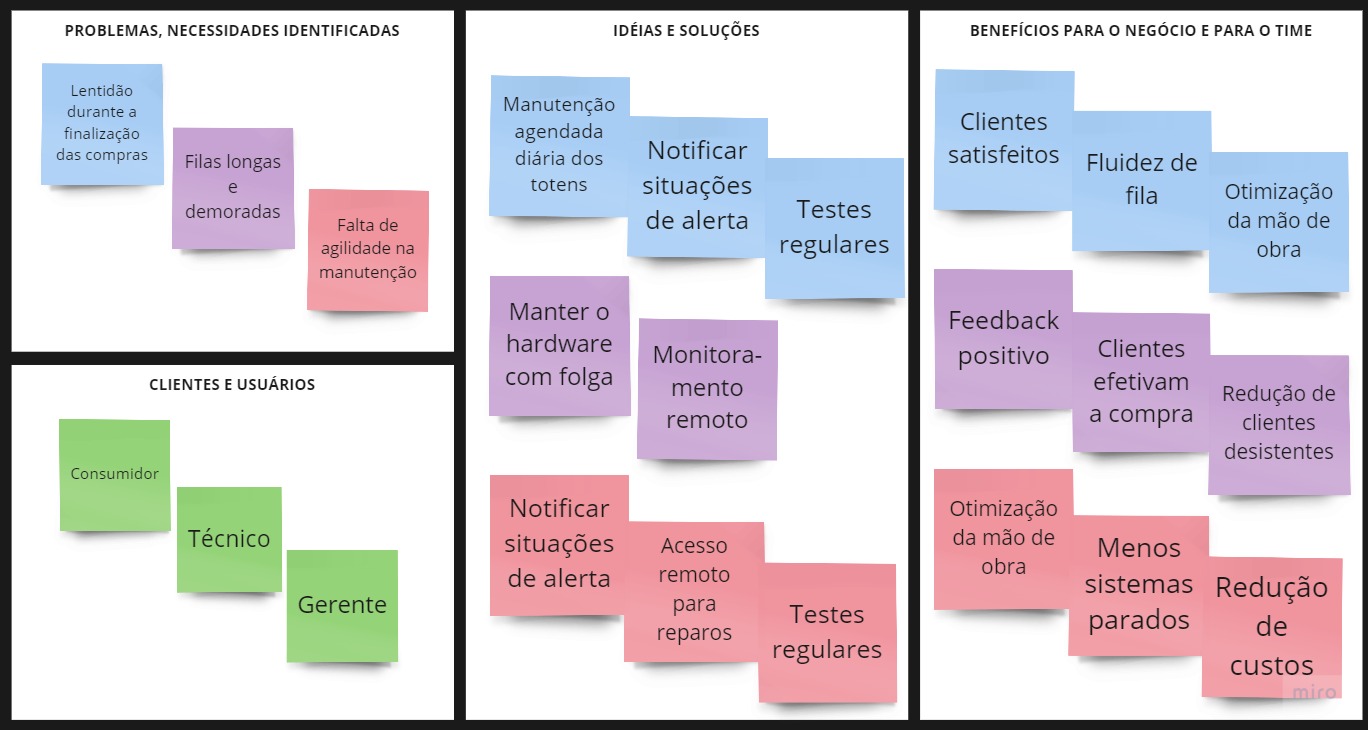 PROBLEMAS, NECESSIDADES IDENTIFICADAS
Lentidão
durante a
finalização
das compras
Filas longas
e
demoradas
Falta de
agilidade na
manutenção
CLIENTES E USUÁRIOS
Consumidor
Técnico
Gerente
IDÉIAS E SOLUÇÕES
Manutenção
agendada
diária dos
totens
Notificar
situações
de alerta
Testes
regulares
Manter o
hardware
com folga
Monitora-
mento
remoto
Notificar
situações
de alerta
Acesso
remoto
para
reparos
Testes
regulares
BENEFÍCIOS PARA O NEGÓCIO E PARA O TIME
Clientes
satisfeitos
Fluidez de
fila
Otimização
da mão de
obra
Feedback
positivo
Clientes
efetivam
a compra
Redução de
clientes
desistentes
Otimização
da mão de
obra
Menos
sistemas
parados
Redução
de
custos
miro